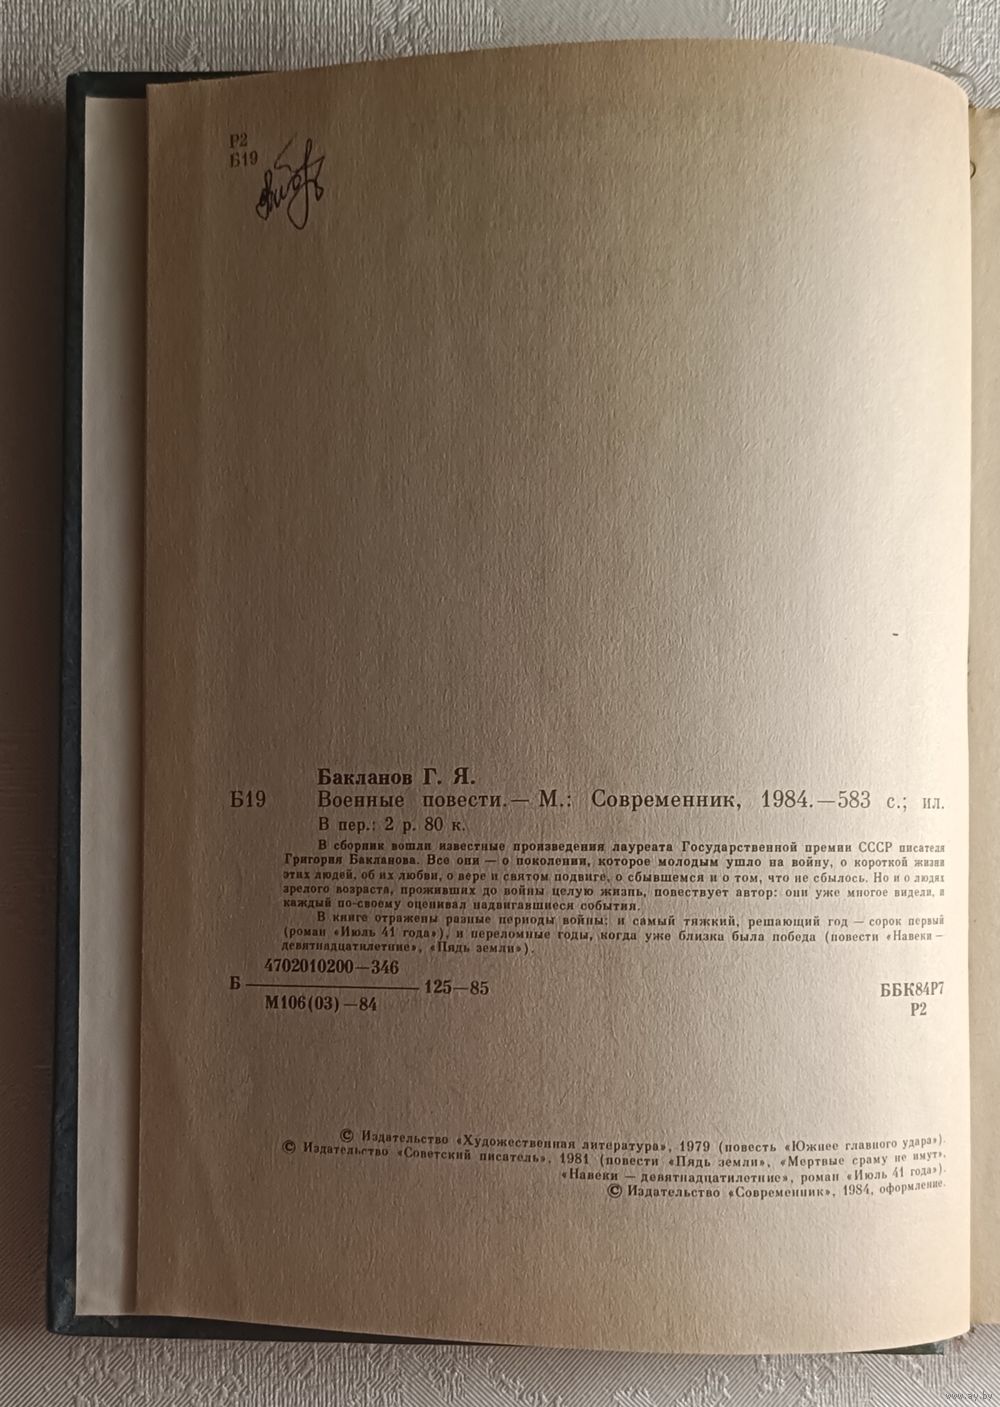 Р2
Б19
Бакланов Г. Я.
Б19 Военные повести.— М.: Современник, 1984.—583 с.; ил.
В пер.: 2 р. 80 к.
В сборник вошли известные произведения лауреата Государственной премии СССР писателя
Григория Бакланова. Все они — о поколении, которое молодым ушло на войну, о короткой жизни
этих людей, об их любви, о вере и святом подвиге, о сбывшемся и о том, что не сбылось. Но и о людях
зрелого возраста, проживших до войны целую жизнь, повествует автор: они уже многое видели, и
каждый по-своему оценивал надвигавшиеся события.
В книге отражены разные периоды войны: и самый тяжкий, решающий год — сорок первый
(роман «Июль 41 года»), и переломные годы, когда уже близка была победа (повести «Навеки —
девятнадцатилетние», «Пядь земли»).
4702010200—346
Б 125—85
М106(03)—84
ББК84Р7
Р2
© Издательство «Художественная литература», 1979 (повесть «Южнее главного удара»).
© Издательство «Советский писатель», 1981 (повести «Пядь земли», «Мертвые сраму не имут»,
«Навеки — девятнадцатилетние», роман «Июль 41 года»).
© Издательство «Современник», 1984, оформление.
www.ay.by